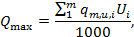 Q_max = (∑_1^m q_{m,u,i} U_i) / 1000 ,